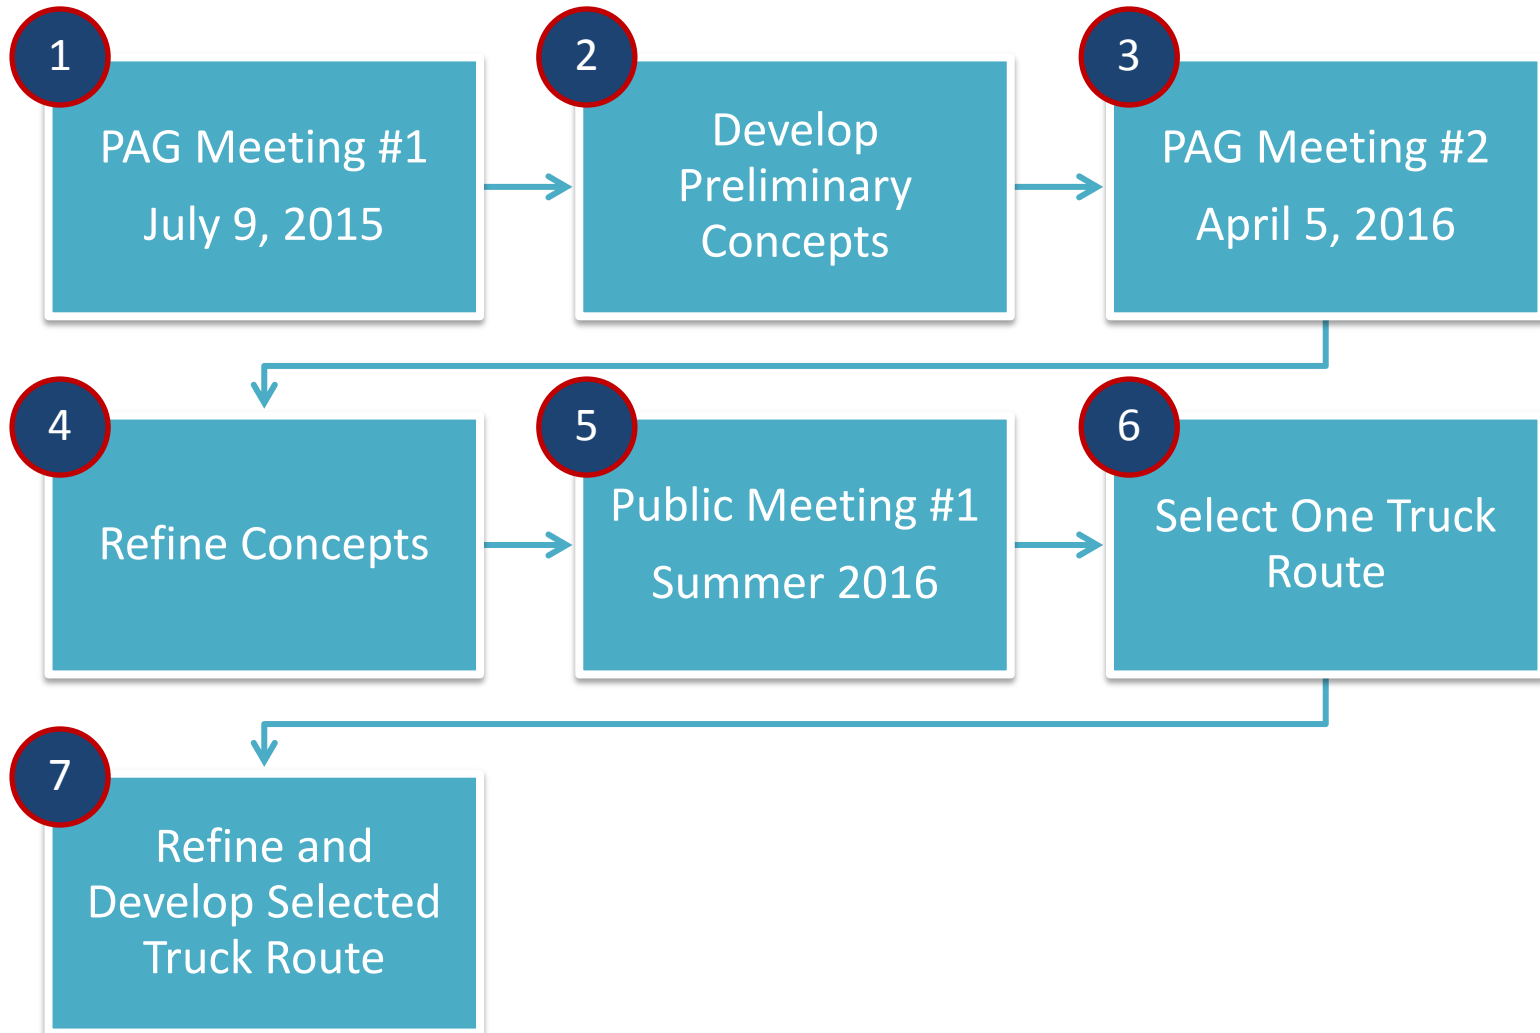 1
PAG Meeting #1
July 9, 2015
2
Develop
Preliminary
Concepts
3
PAG Meeting #2
April 5, 2016
4
Refine Concepts
5
Public Meeting #1
Summer 2016
6
Select One Truck
Route
7
Refine and
Develop Selected
Truck Route